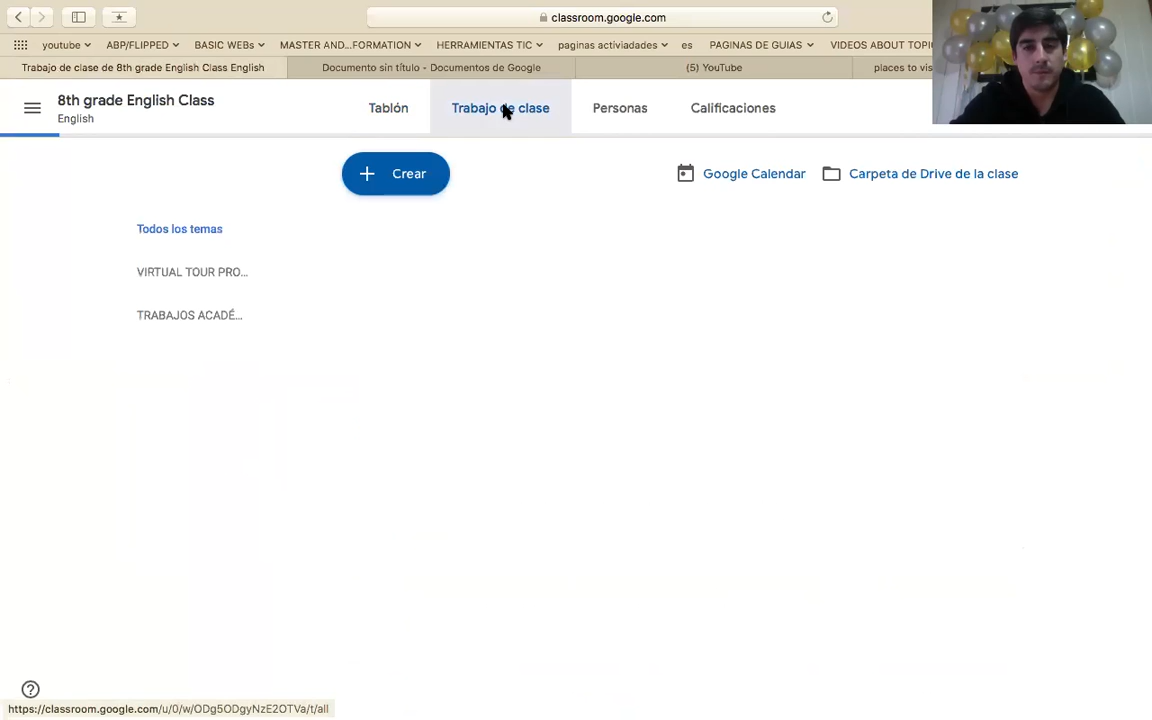 classroom.google.com
youtube ABP/FLIPPED BASIC WEBs MASTER AND...FORMATION HERRAMIENTAS TIC paginas activiadades es PAGINAS DE GUIAS VIDEOS ABOUT TOPI
Trabajo de clase de 8th grade English Class English Documento sin título - Documentos de Google (5) YouTube places to vis
8th grade English Class
English
Tablón Trabajo de clase Personas Calificaciones
+ Crear Google Calendar Carpeta de Drive de la clase
Todos los temas
VIRTUAL TOUR PRO...
TRABAJOS ACADÉ...
https://classroom.google.com/u/0/w/ODg5ODgyNzE2OTVa/t/all